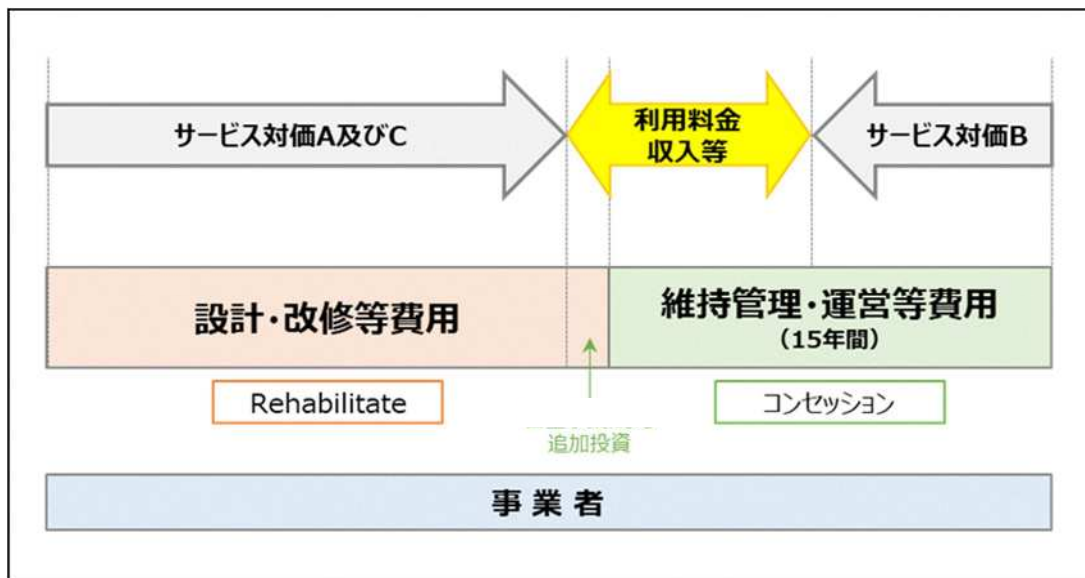 サービス対価A及びC
利用料金
収入等
サービス対価B
設計・改修等費用
維持管理・運営等費用
（15年間）
Rehabilitate
コンセッション
追加投資
事業者